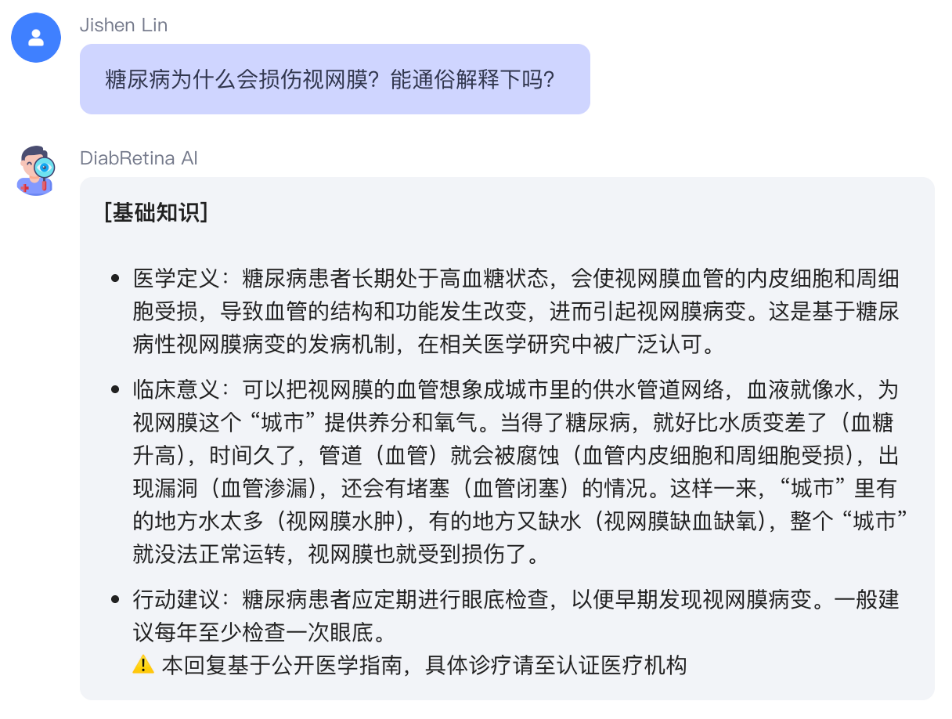 Jishen Lin
糖尿病为什么会损伤视网膜？能通俗解释下吗？
DiabRetina AI
[基础知识]
• 医学定义：糖尿病患者长期处于高血糖状态，会使视网膜血管的内皮细胞和周细
胞受损，导致血管的结构和功能发生改变，进而引起视网膜病变。这是基于糖尿
病性视网膜病变的发病机制，在相关医学研究中被广泛认可。
• 临床意义：可以把视网膜的血管想象成城市里的供水管道网络，血液就像水，为
视网膜这个 “城市” 提供养分和氧气。当得了糖尿病，就好比水质变差了（血糖
升高），时间久了，管道（血管）就会被腐蚀（血管内皮细胞和周细胞受损），出
现漏洞（血管渗漏），还会有堵塞（血管闭塞）的情况。这样一来，“城市” 里有
的地方水太多（视网膜水肿），有的地方又缺水（视网膜缺血缺氧），整个 “城市”
就没法正常运转，视网膜也就受到损伤了。
• 行动建议：糖尿病患者应定期进行眼底检查，以便早期发现视网膜病变。一般建
议每年至少检查一次眼底。
⚠️ 本回复基于公开医学指南，具体诊疗请至认证医疗机构